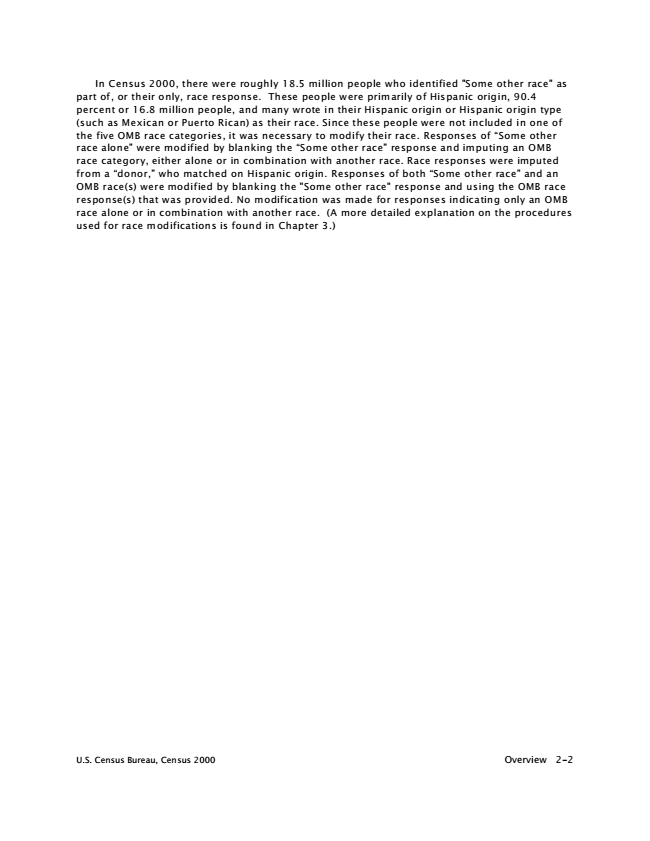 In Census 2000, there were roughly 18.5 million people who identified "Some other race" as
part of, or their only, race response.  These people were primarily of Hispanic origin, 90.4
percent or 16.8 million people, and many wrote in their Hispanic origin or Hispanic origin type
(such as Mexican or Puerto Rican) as their race. Since these people were not included in one of
the five OMB race categories, it was necessary to modify their race. Responses of “Some other
race alone” were modified by blanking the “Some other race” response and imputing an OMB
race category, either alone or in combination with another race. Race responses were imputed
from a “donor,” who matched on Hispanic origin. Responses of both “Some other race” and an
OMB race(s) were modified by blanking the "Some other race" response and using the OMB race
response(s) that was provided. No modification was made for responses indicating only an OMB
race alone or in combination with another race.  (A more detailed explanation on the procedures
used for race modifications is found in Chapter 3.)
U.S. Census Bureau, Census 2000
Overview 2-2